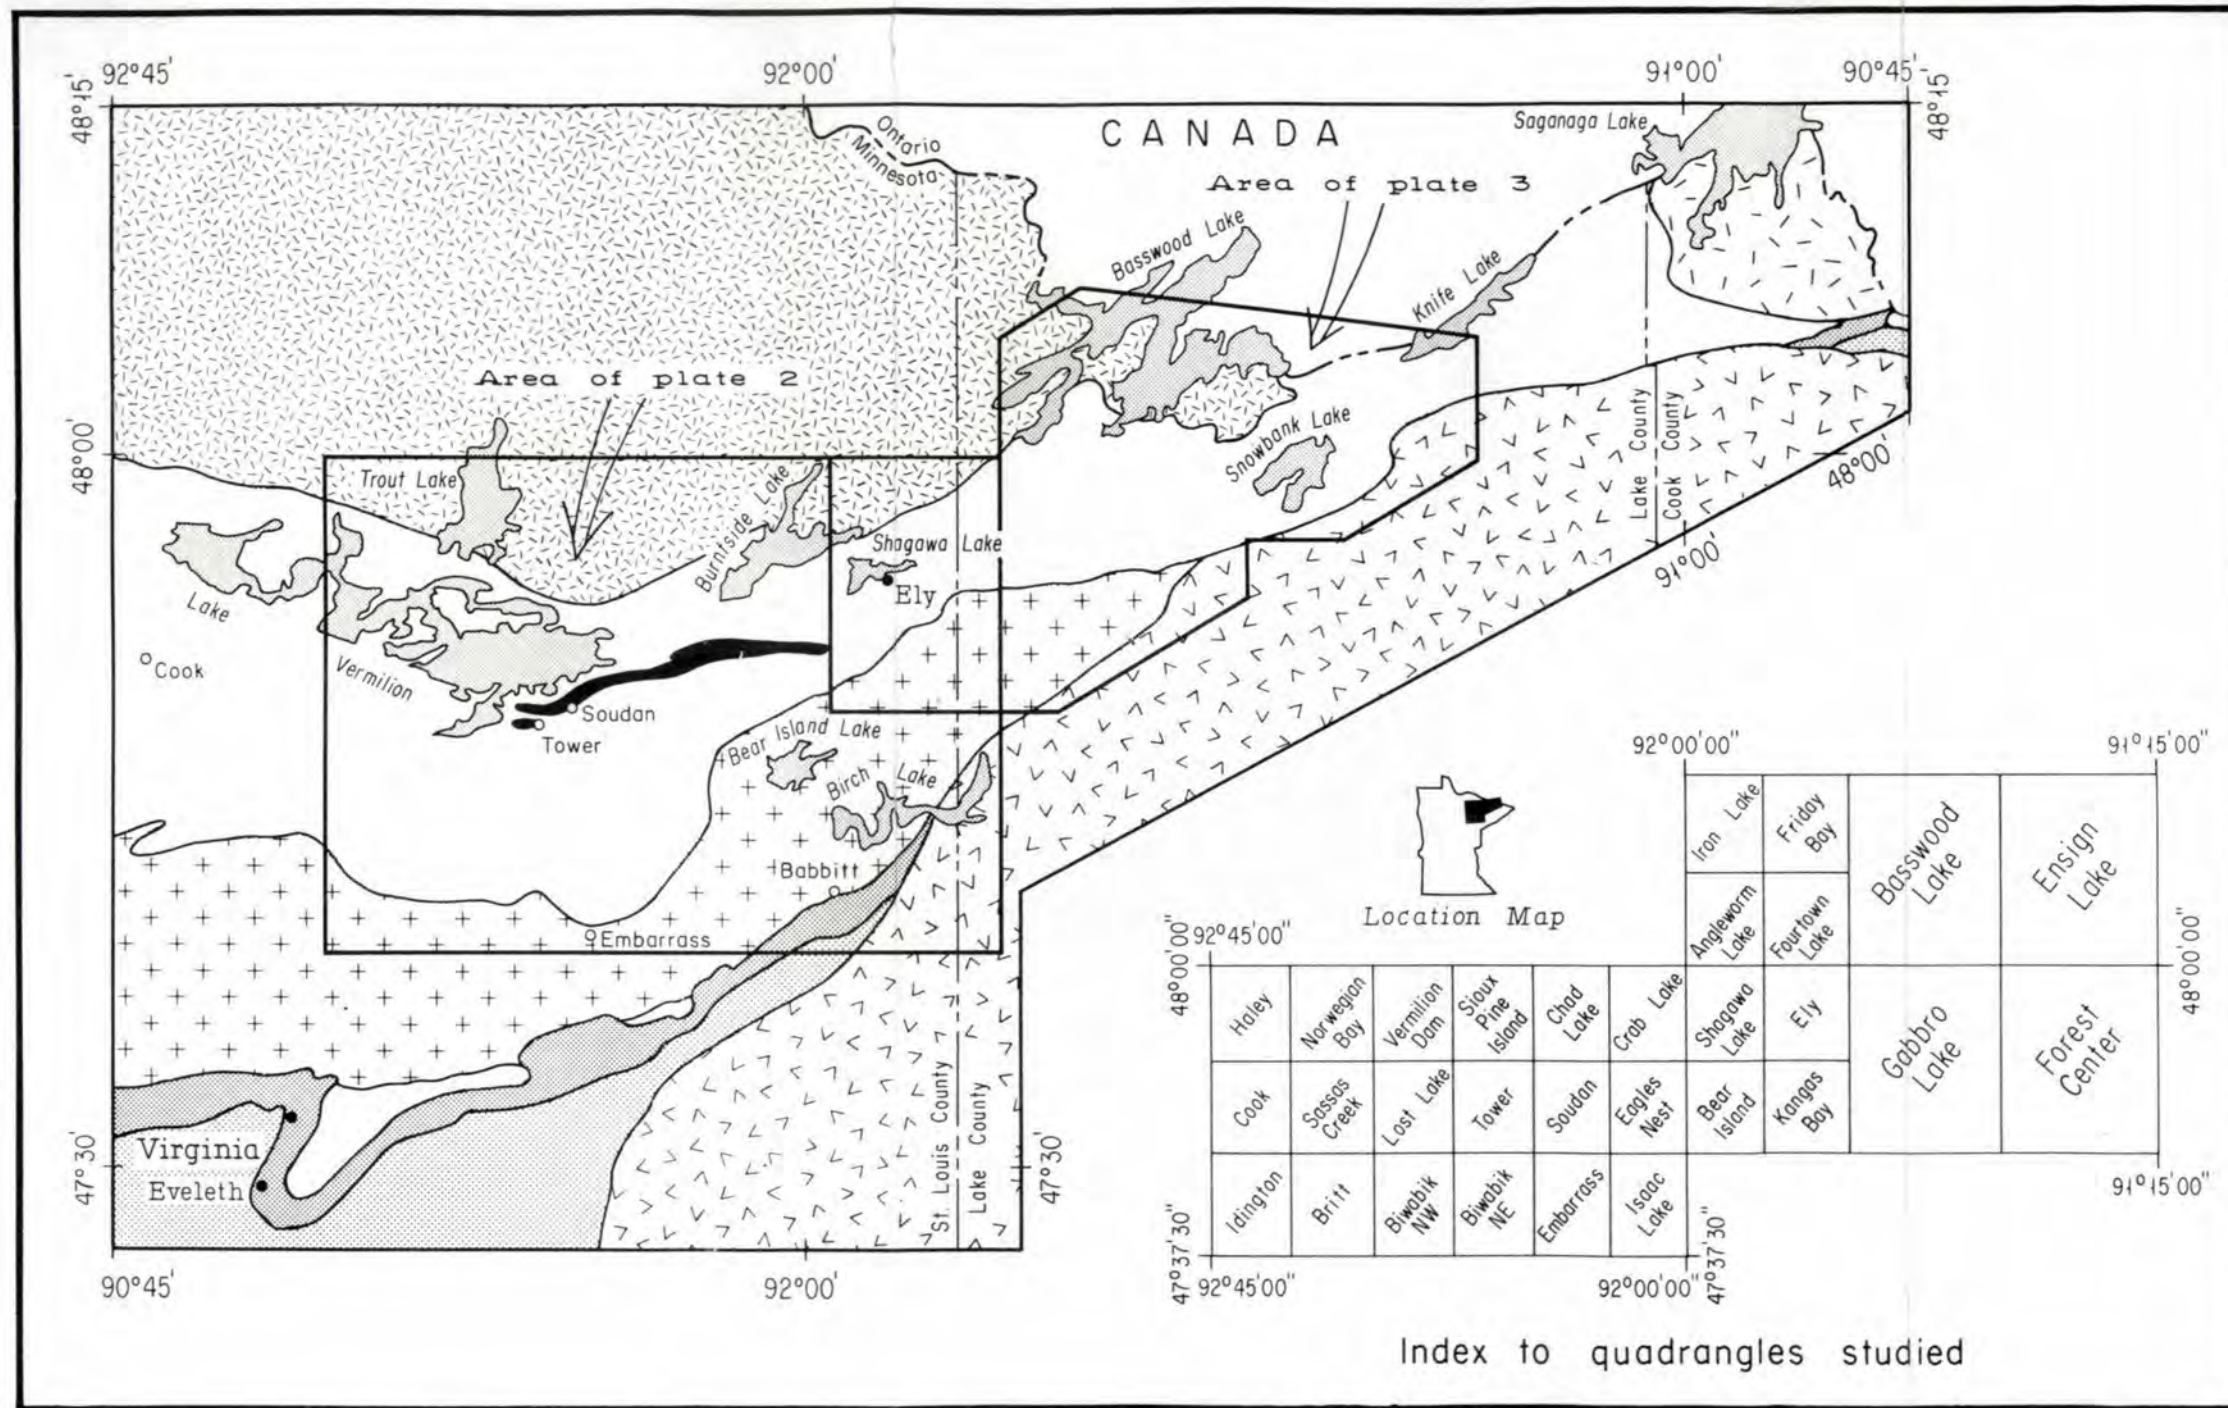 92°45'
92°00'
91°00'
90°45'
48°15'
48°15'
Ontario
Minnesota
CANADA
Saganaga Lake
Area of plate 3
Basswood Lake
Knife Lake
Area of plate 2
48°00'
Trout Lake
Burntside Lake
Snowbank Lake
Lake County
Cook County
48°00'
91°00'
Shagawa Lake
Ely
Lake
Vermilion
Cook
Soudan
Tower
Bear Island Lake
Birch Lake
Babbitt
Embarrass
Virginia
Eveleth
47°30'
St. Louis County
Lake County
47°30'
90°45'
92°00'
Location Map
92°00'00"
91°15'00"
Iron Lake
Friday
Bay
Basswood
Lake
Ensign
Lake
Angleworm
Lake
Fourtown
Lake
92°45'00"
48°00'00"
48°00'00"
Haley
Norwegian
Bay
Vermilion
Dam
Sioux
Pine
Island
Chad
Lake
Crab Lake
Shagawa
Lake
Ely
Gabbro
Lake
Forest
Center
Cook
Sassas
Creek
Lost Lake
Tower
Soudan
Eagles
Nest
Bear
Island
Kangas
Bay
Idington
Britt
Biwabik
NW
Biwabik
NE
Embarrass
Isaac
Lake
91°15'00"
47°37'30"
47°37'30"
92°45'00"
92°00'00"
Index to quadrangles studied